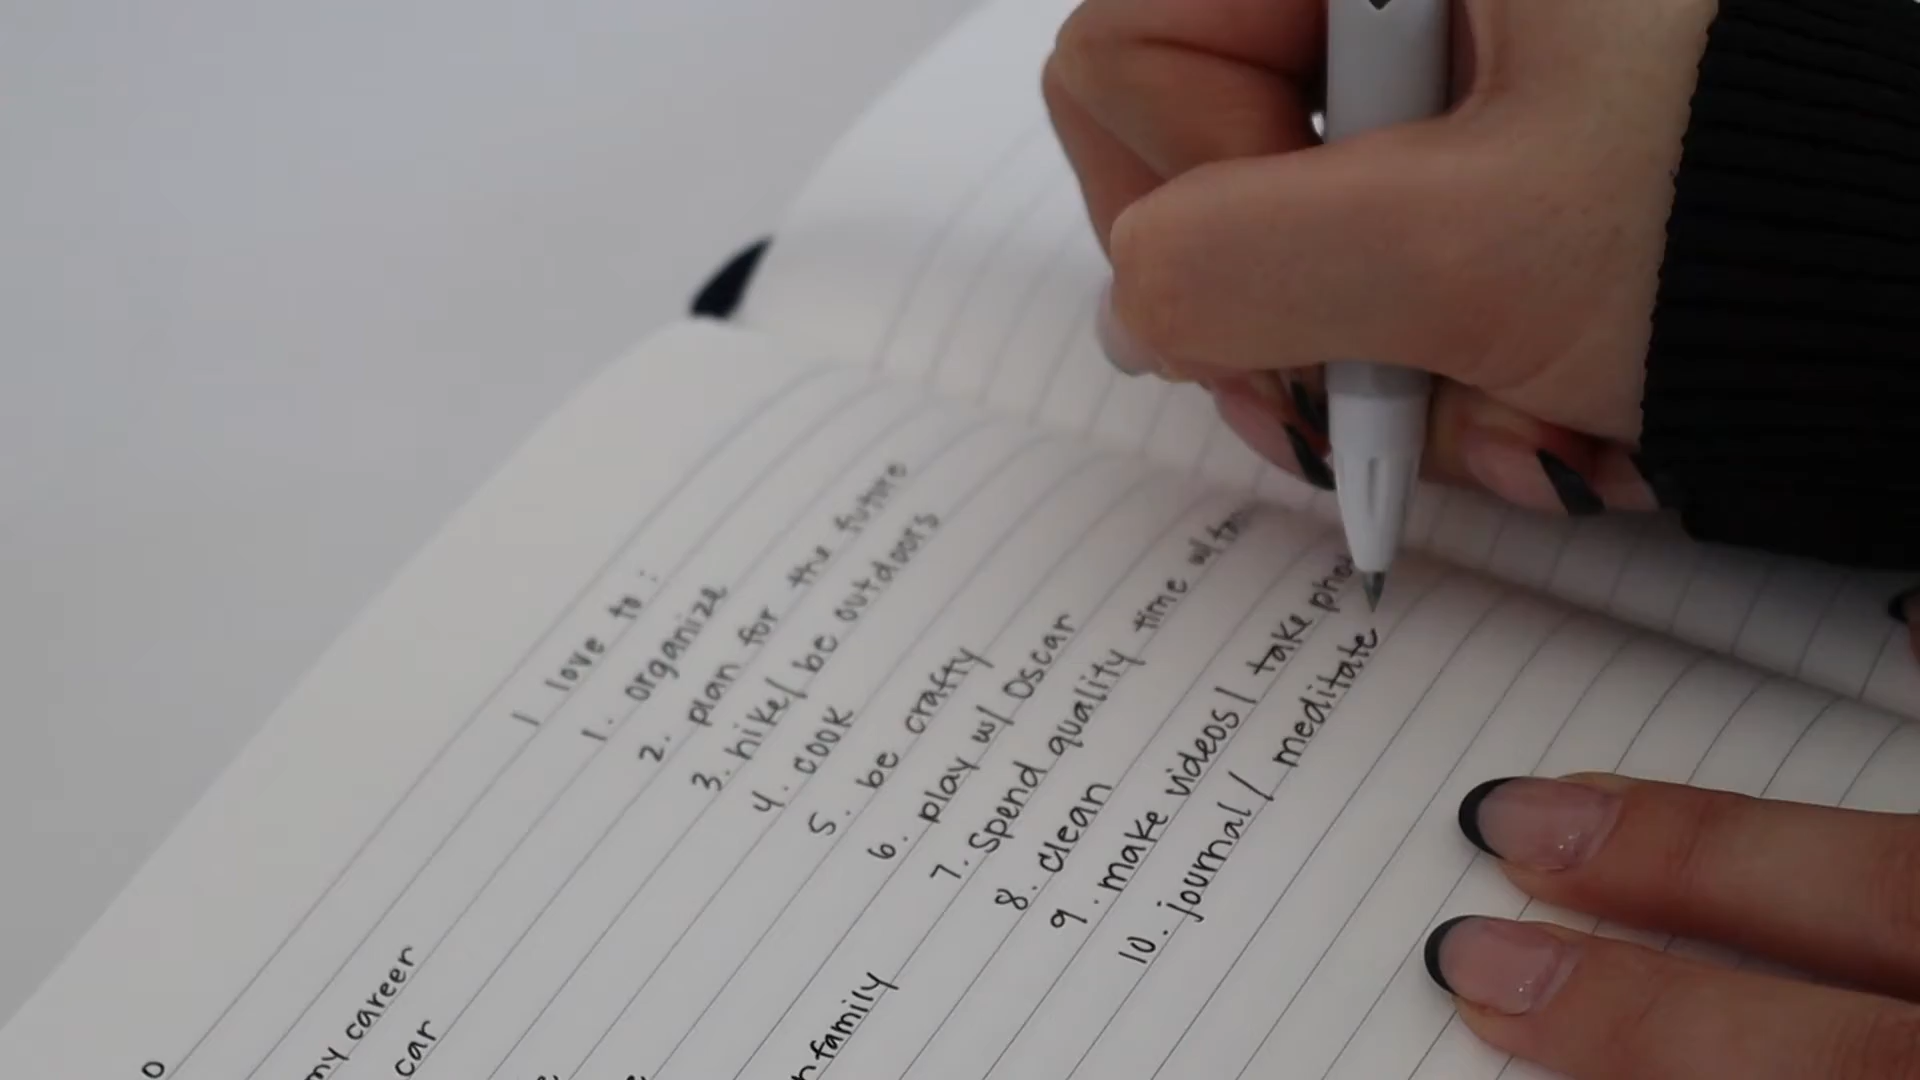 I love to:
1. organize
2. plan for the future
3. hike/ be outdoors
4. cook
5. be crafty
6. play w/ Oscar
7. Spend quality time w/
8. clean
9. make videos/ take
10. journal/ meditate
my career
car
family